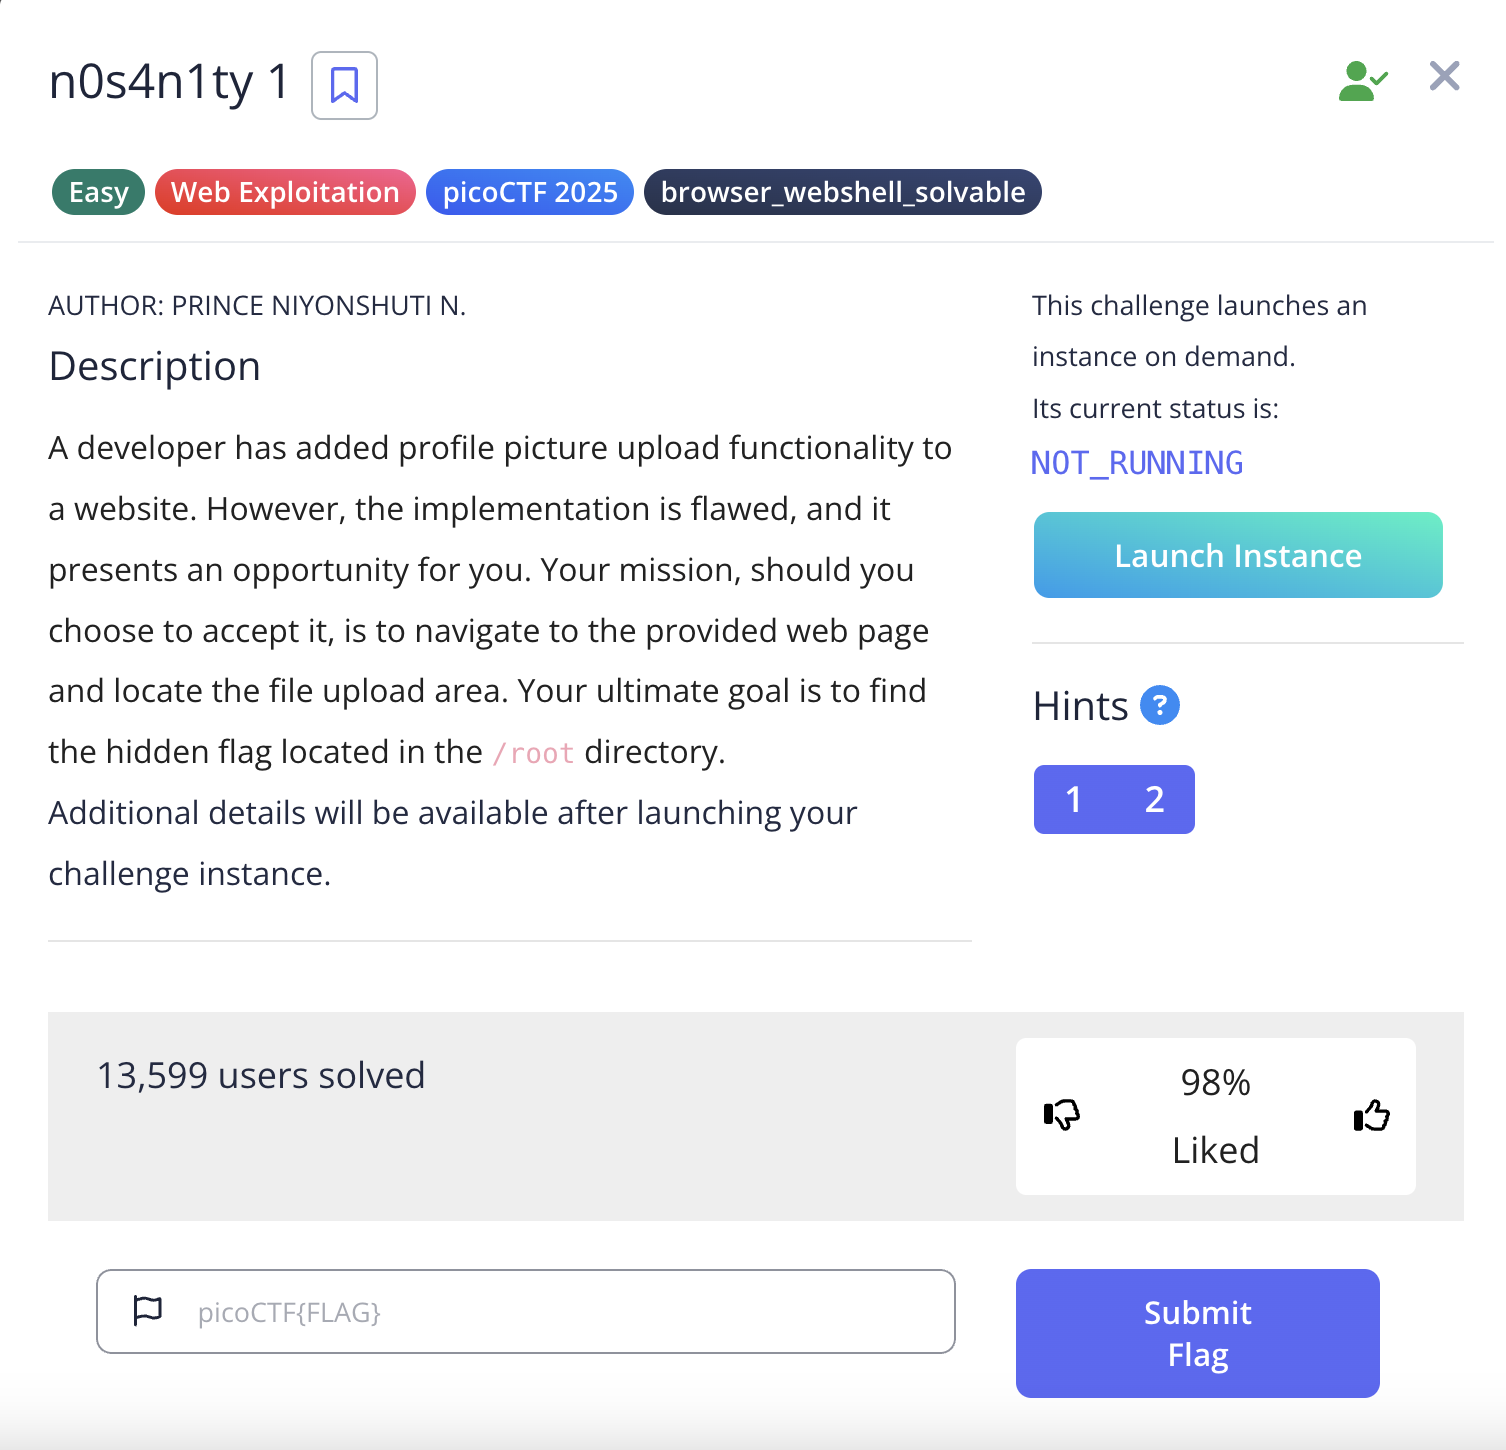 n0s4n1ty 1
Easy
Web Exploitation
picoCTF 2025
browser_webshell_solvable
AUTHOR: PRINCE NIYONSHUTI N.
Description
A developer has added profile picture upload functionality to
a website. However, the implementation is flawed, and it
presents an opportunity for you. Your mission, should you
choose to accept it, is to navigate to the provided web page
and locate the file upload area. Your ultimate goal is to find
the hidden flag located in the /root directory.
Additional details will be available after launching your
challenge instance.
This challenge launches an
instance on demand.
Its current status is:
NOT_RUNNING
Launch Instance
Hints ?
1 2
13,599 users solved
98%
Liked
picoCTF{FLAG}
Submit
Flag